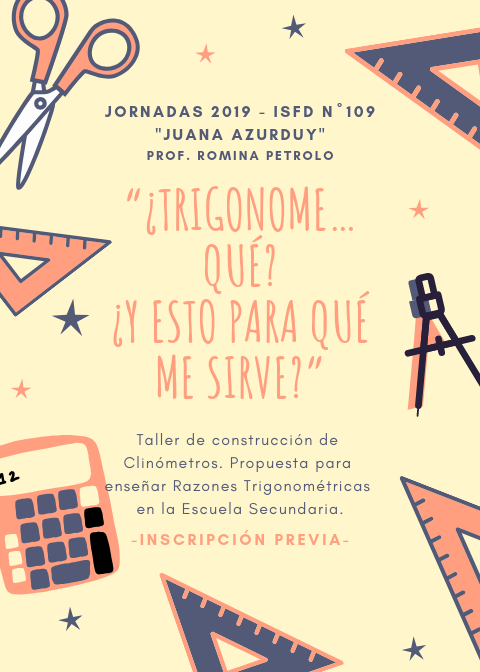 JORNADAS 2019 - ISFD N°109
"JUANA AZURDUY"
PROF. ROMINA PETROLO
"¿TRIGONOME...
QUÉ?
¿Y ESTO PARA QUÉ
ME SIRVE?"
Taller de construcción de
Clinómetros. Propuesta para
enseñar Razones Trigonométricas
en la Escuela Secundaria.
-INSCRIPCIÓN PREVIA-
12